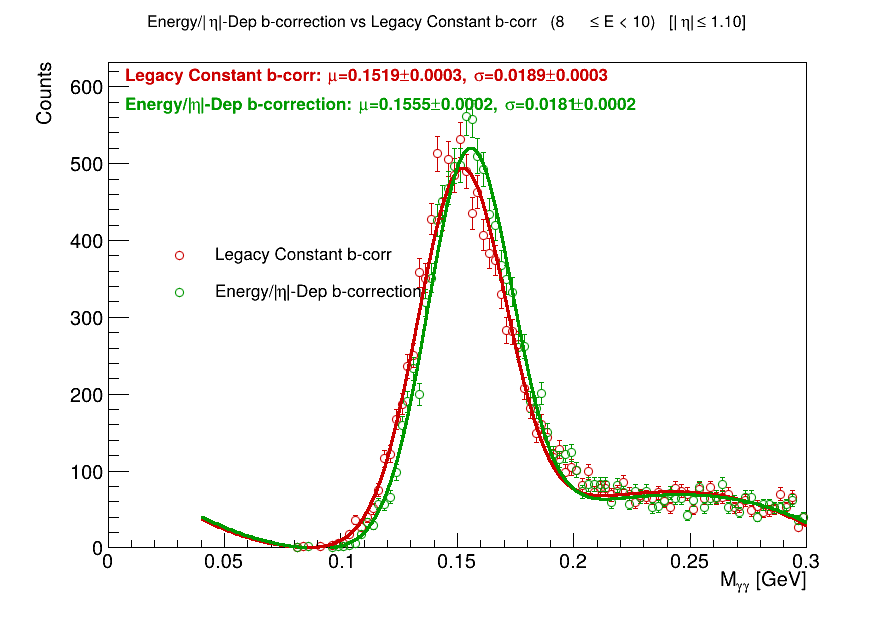 Energy/|η|-Dep b-correction vs Legacy Constant b-corr (8 ≤ E < 10) [|η| ≤ 1.10]
Counts
Legacy Constant b-corr: μ=0.1519±0.0003, σ=0.0189±0.0003
Energy/|η|-Dep b-correction: μ=0.1555±0.0002, σ=0.0181±0.0002
600
500
400
300
200
100
0
Legacy Constant b-corr
Energy/|η|-Dep b-correction
0 0.05 0.1 0.15 0.2 0.25 0.3
Mγγ [GeV]